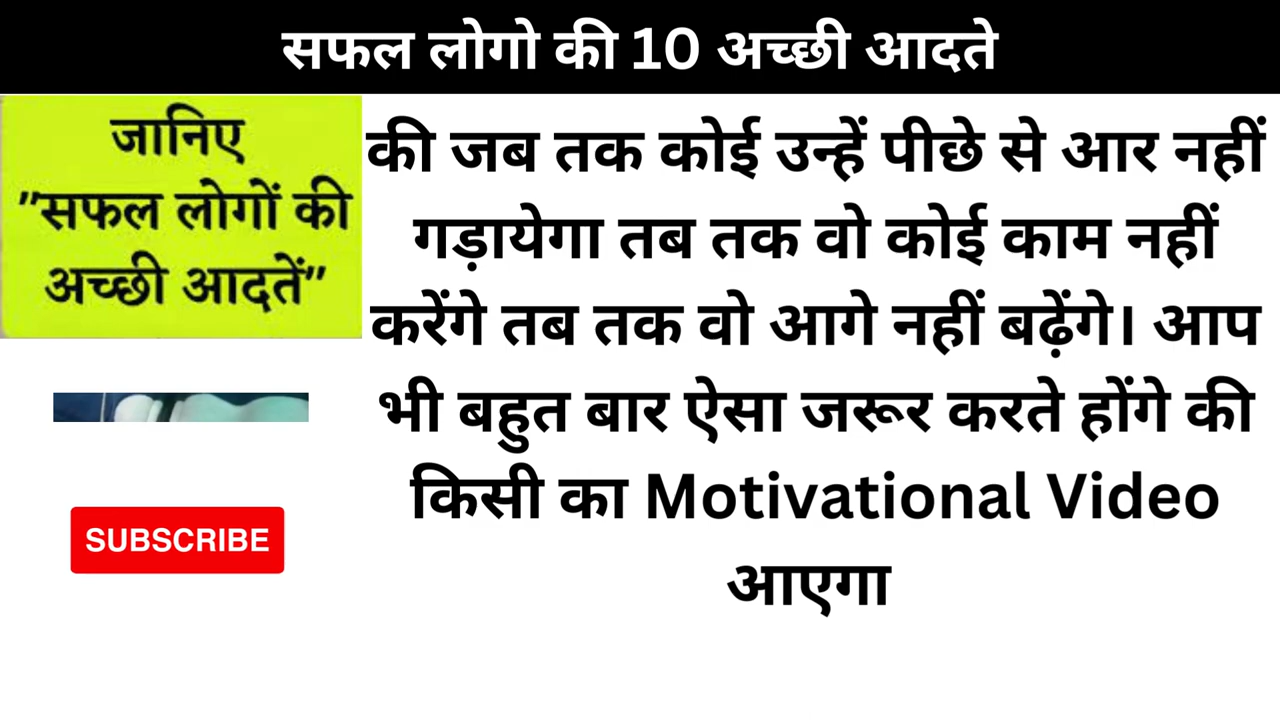 सफल लोगो की 10 अच्छी आदते
जानिए
"सफल लोगों की
अच्छी आदतें"
की जब तक कोई उन्हें पीछे से आर नहीं
गड़ायेगा तब तक वो कोई काम नहीं
करेंगे तब तक वो आगे नहीं बढ़ेंगे। आप
भी बहुत बार ऐसा जरूर करते होंगे की
किसी का Motivational Video
आएगा
SUBSCRIBE